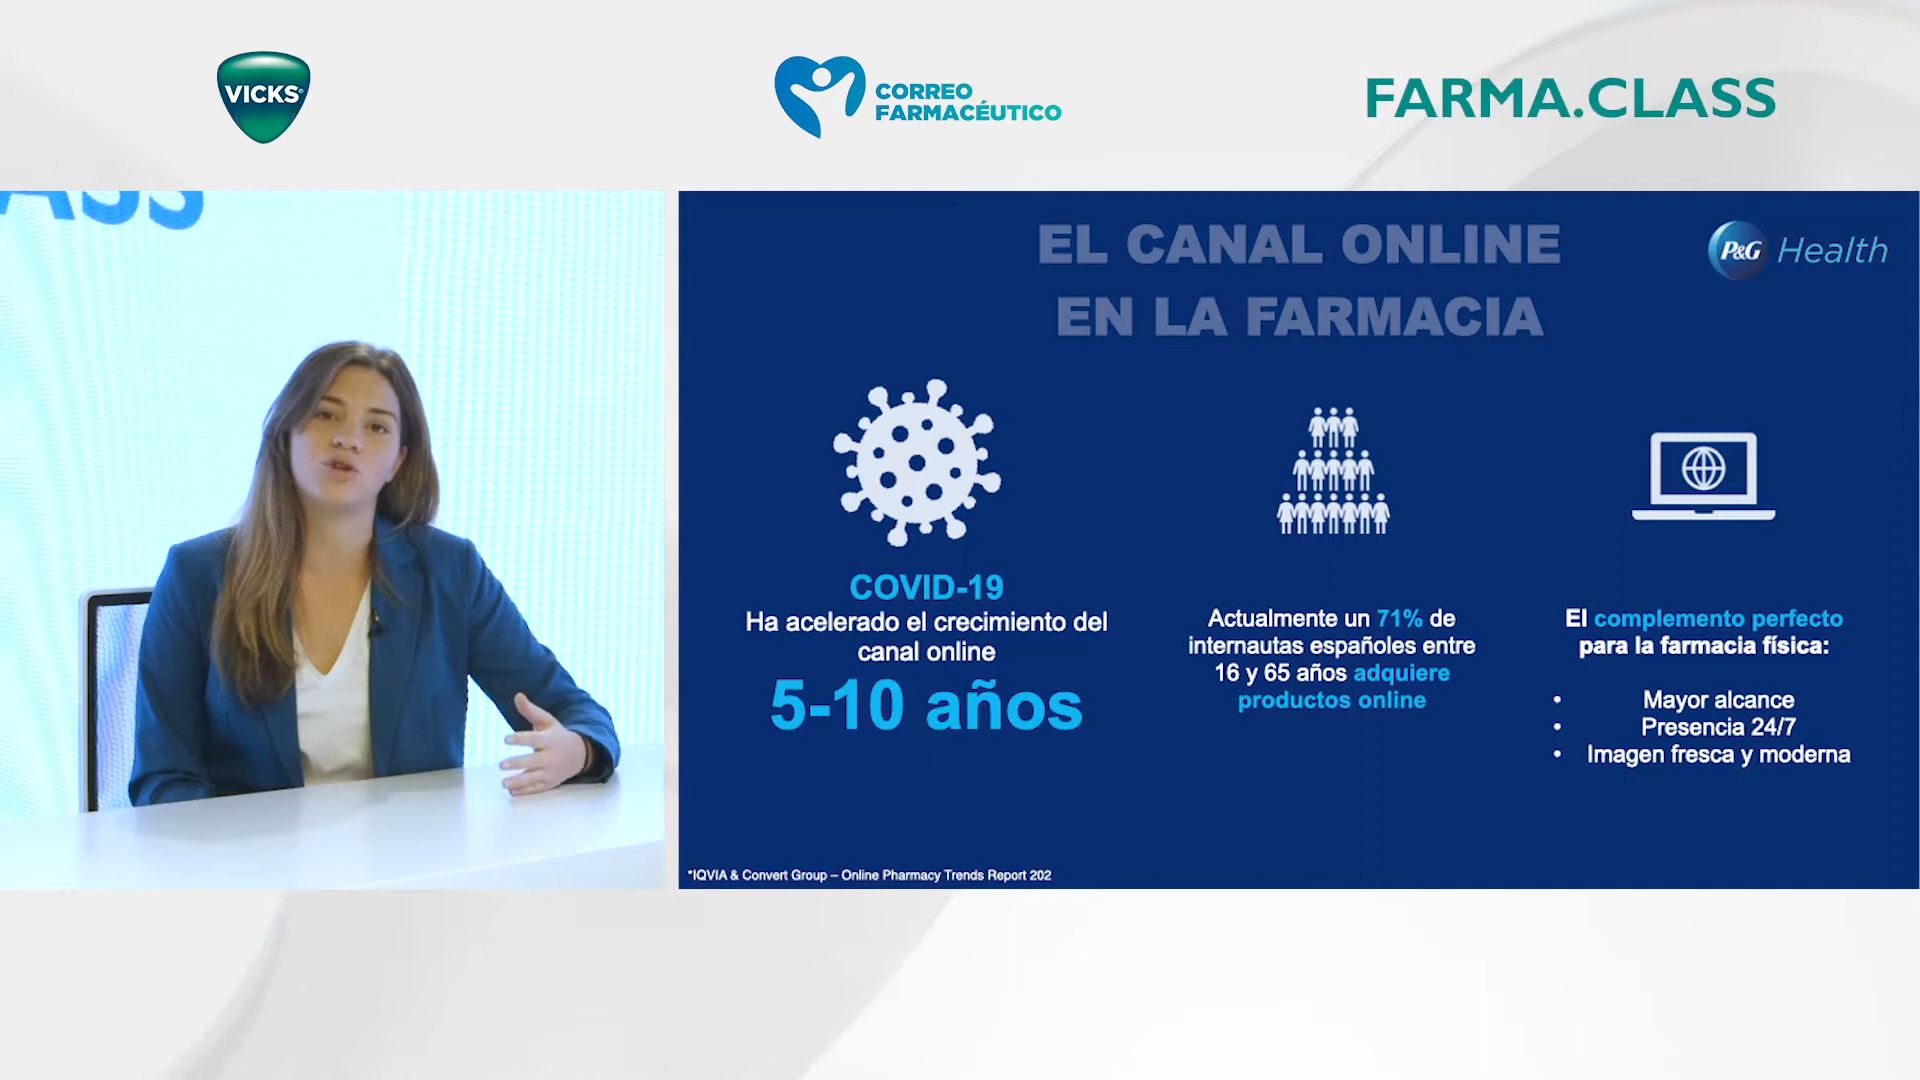 VICKS®
CORREO
FARMACÉUTICO
FARMA.CLASS
ASS
EL CANAL ONLINE
EN LA FARMACIA
P&G Health
COVID-19
Ha acelerado el crecimiento del
canal online
5-10 años
Actualmente un 71% de
internautas españoles entre
16 y 65 años adquiere
productos online
El complemento perfecto
para la farmacia física:
• Mayor alcance
• Presencia 24/7
• Imagen fresca y moderna
*IQVIA & Convert Group – Online Pharmacy Trends Report 202